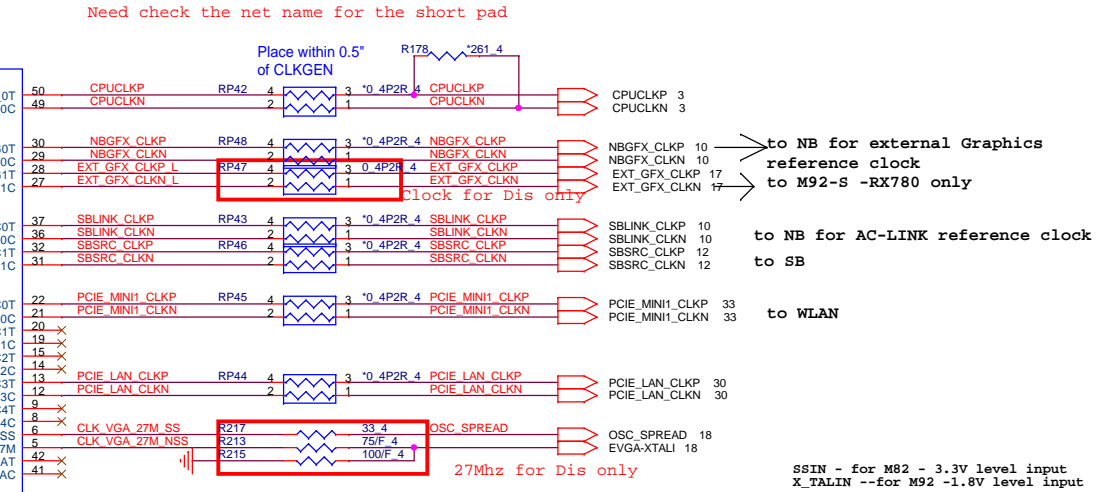 Need check the net name for the short pad
Place within 0.5"
of CLKGEN
R178 *261_4
0T 50 CPUCLKP RP42 4 3 *0_4P2R_4 CPUCLKP CPUCLKP 3
0C 49 CPUCLKN 2 1 CPUCLKN CPUCLKN 3
30 NBGFX_CLKP RP48 4 3 *0_4P2R_4 NBGFX_CLKP NBGFX_CLKP 10 to NB for external Graphics
29 NBGFX_CLKN 2 1 NBGFX_CLKN NBGFX_CLKN 10 reference clock
28 EXT_GFX_CLKP_L RP47 4 3 0_4P2R_4 EXT_GFX_CLKP EXT_GFX_CLKP 17
27 EXT_GFX_CLKN_L 2 1 EXT_GFX_CLKN EXT_GFX_CLKN 17 to M92-S -RX780 only
Clock for Dis only
37 SBLINK_CLKP RP43 4 3 *0_4P2R_4 SBLINK_CLKP SBLINK_CLKP 10
36 SBLINK_CLKN 2 1 SBLINK_CLKN SBLINK_CLKN 10 to NB for AC-LINK reference clock
32 SBSRC_CLKP RP46 4 3 *0_4P2R_4 SBSRC_CLKP SBSRC_CLKP 12
31 SBSRC_CLKN 2 1 SBSRC_CLKN SBSRC_CLKN 12 to SB
22 PCIE_MINI1_CLKP RP45 4 3 *0_4P2R_4 PCIE_MINI1_CLKP PCIE_MINI1_CLKP 33
21 PCIE_MINI1_CLKN 2 1 PCIE_MINI1_CLKN PCIE_MINI1_CLKN 33 to WLAN
20
19
15
14
13 PCIE_LAN_CLKP RP44 4 3 *0_4P2R_4 PCIE_LAN_CLKP PCIE_LAN_CLKP 30
12 PCIE_LAN_CLKN 2 1 PCIE_LAN_CLKN PCIE_LAN_CLKN 30
9
8
SS 6 CLK_VGA_27M_SS R217 33_4 OSC_SPREAD OSC_SPREAD 18
7M 5 CLK_VGA_27M_NSS R213 75/F_4 EVGA-XTALI 18
AT 42 R215 100/F_4
AC 41
27Mhz for Dis only
SSIN - for M82 - 3.3V level input
X_TALIN --for M92 -1.8V level input